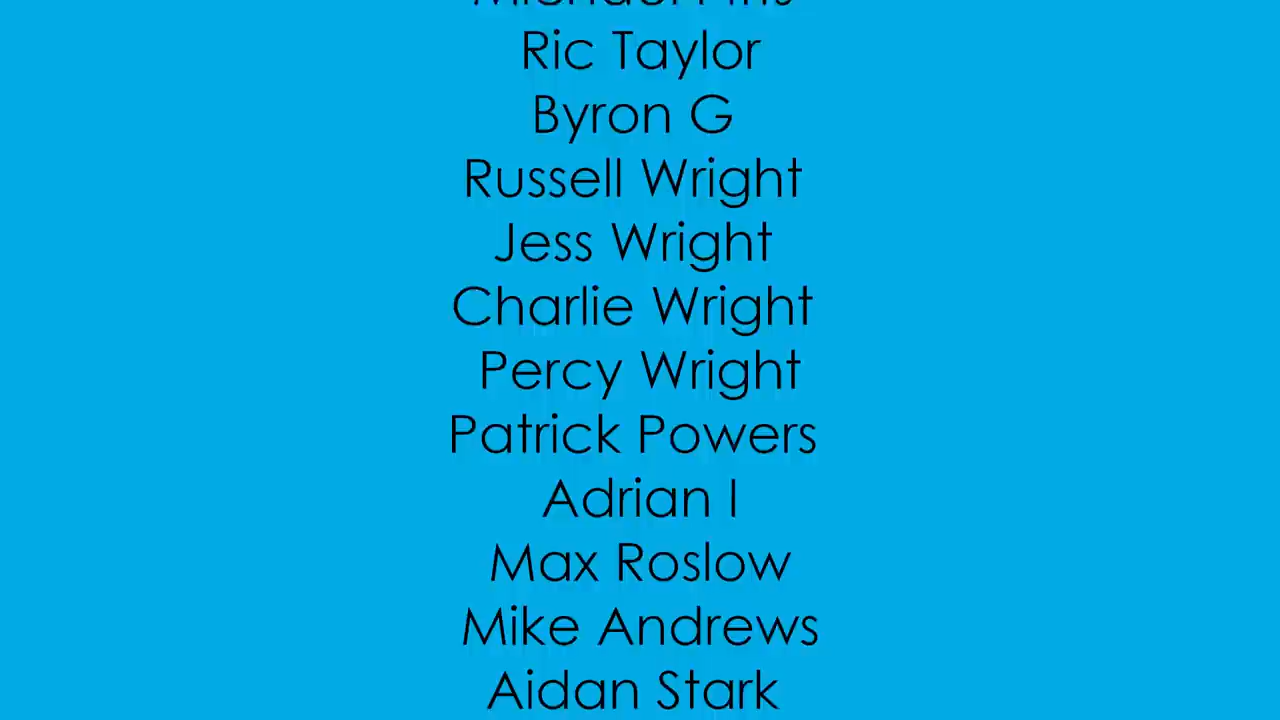 Ric Taylor
Byron G
Russell Wright
Jess Wright
Charlie Wright
Percy Wright
Patrick Powers
Adrian I
Max Roslow
Mike Andrews
Aidan Stark